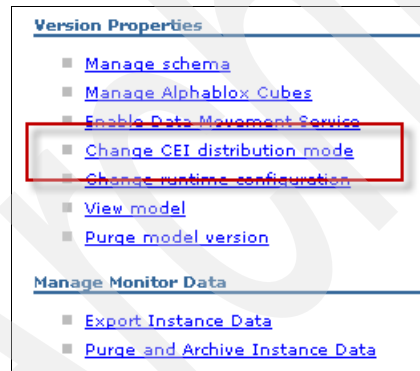 Version Properties
Manage schema
Manage Alphablox Cubes
Enable Data Movement Service
Change CEI distribution mode
Change runtime configuration
View model
Purge model version
Manage Monitor Data
Export Instance Data
Purge and Archive Instance Data